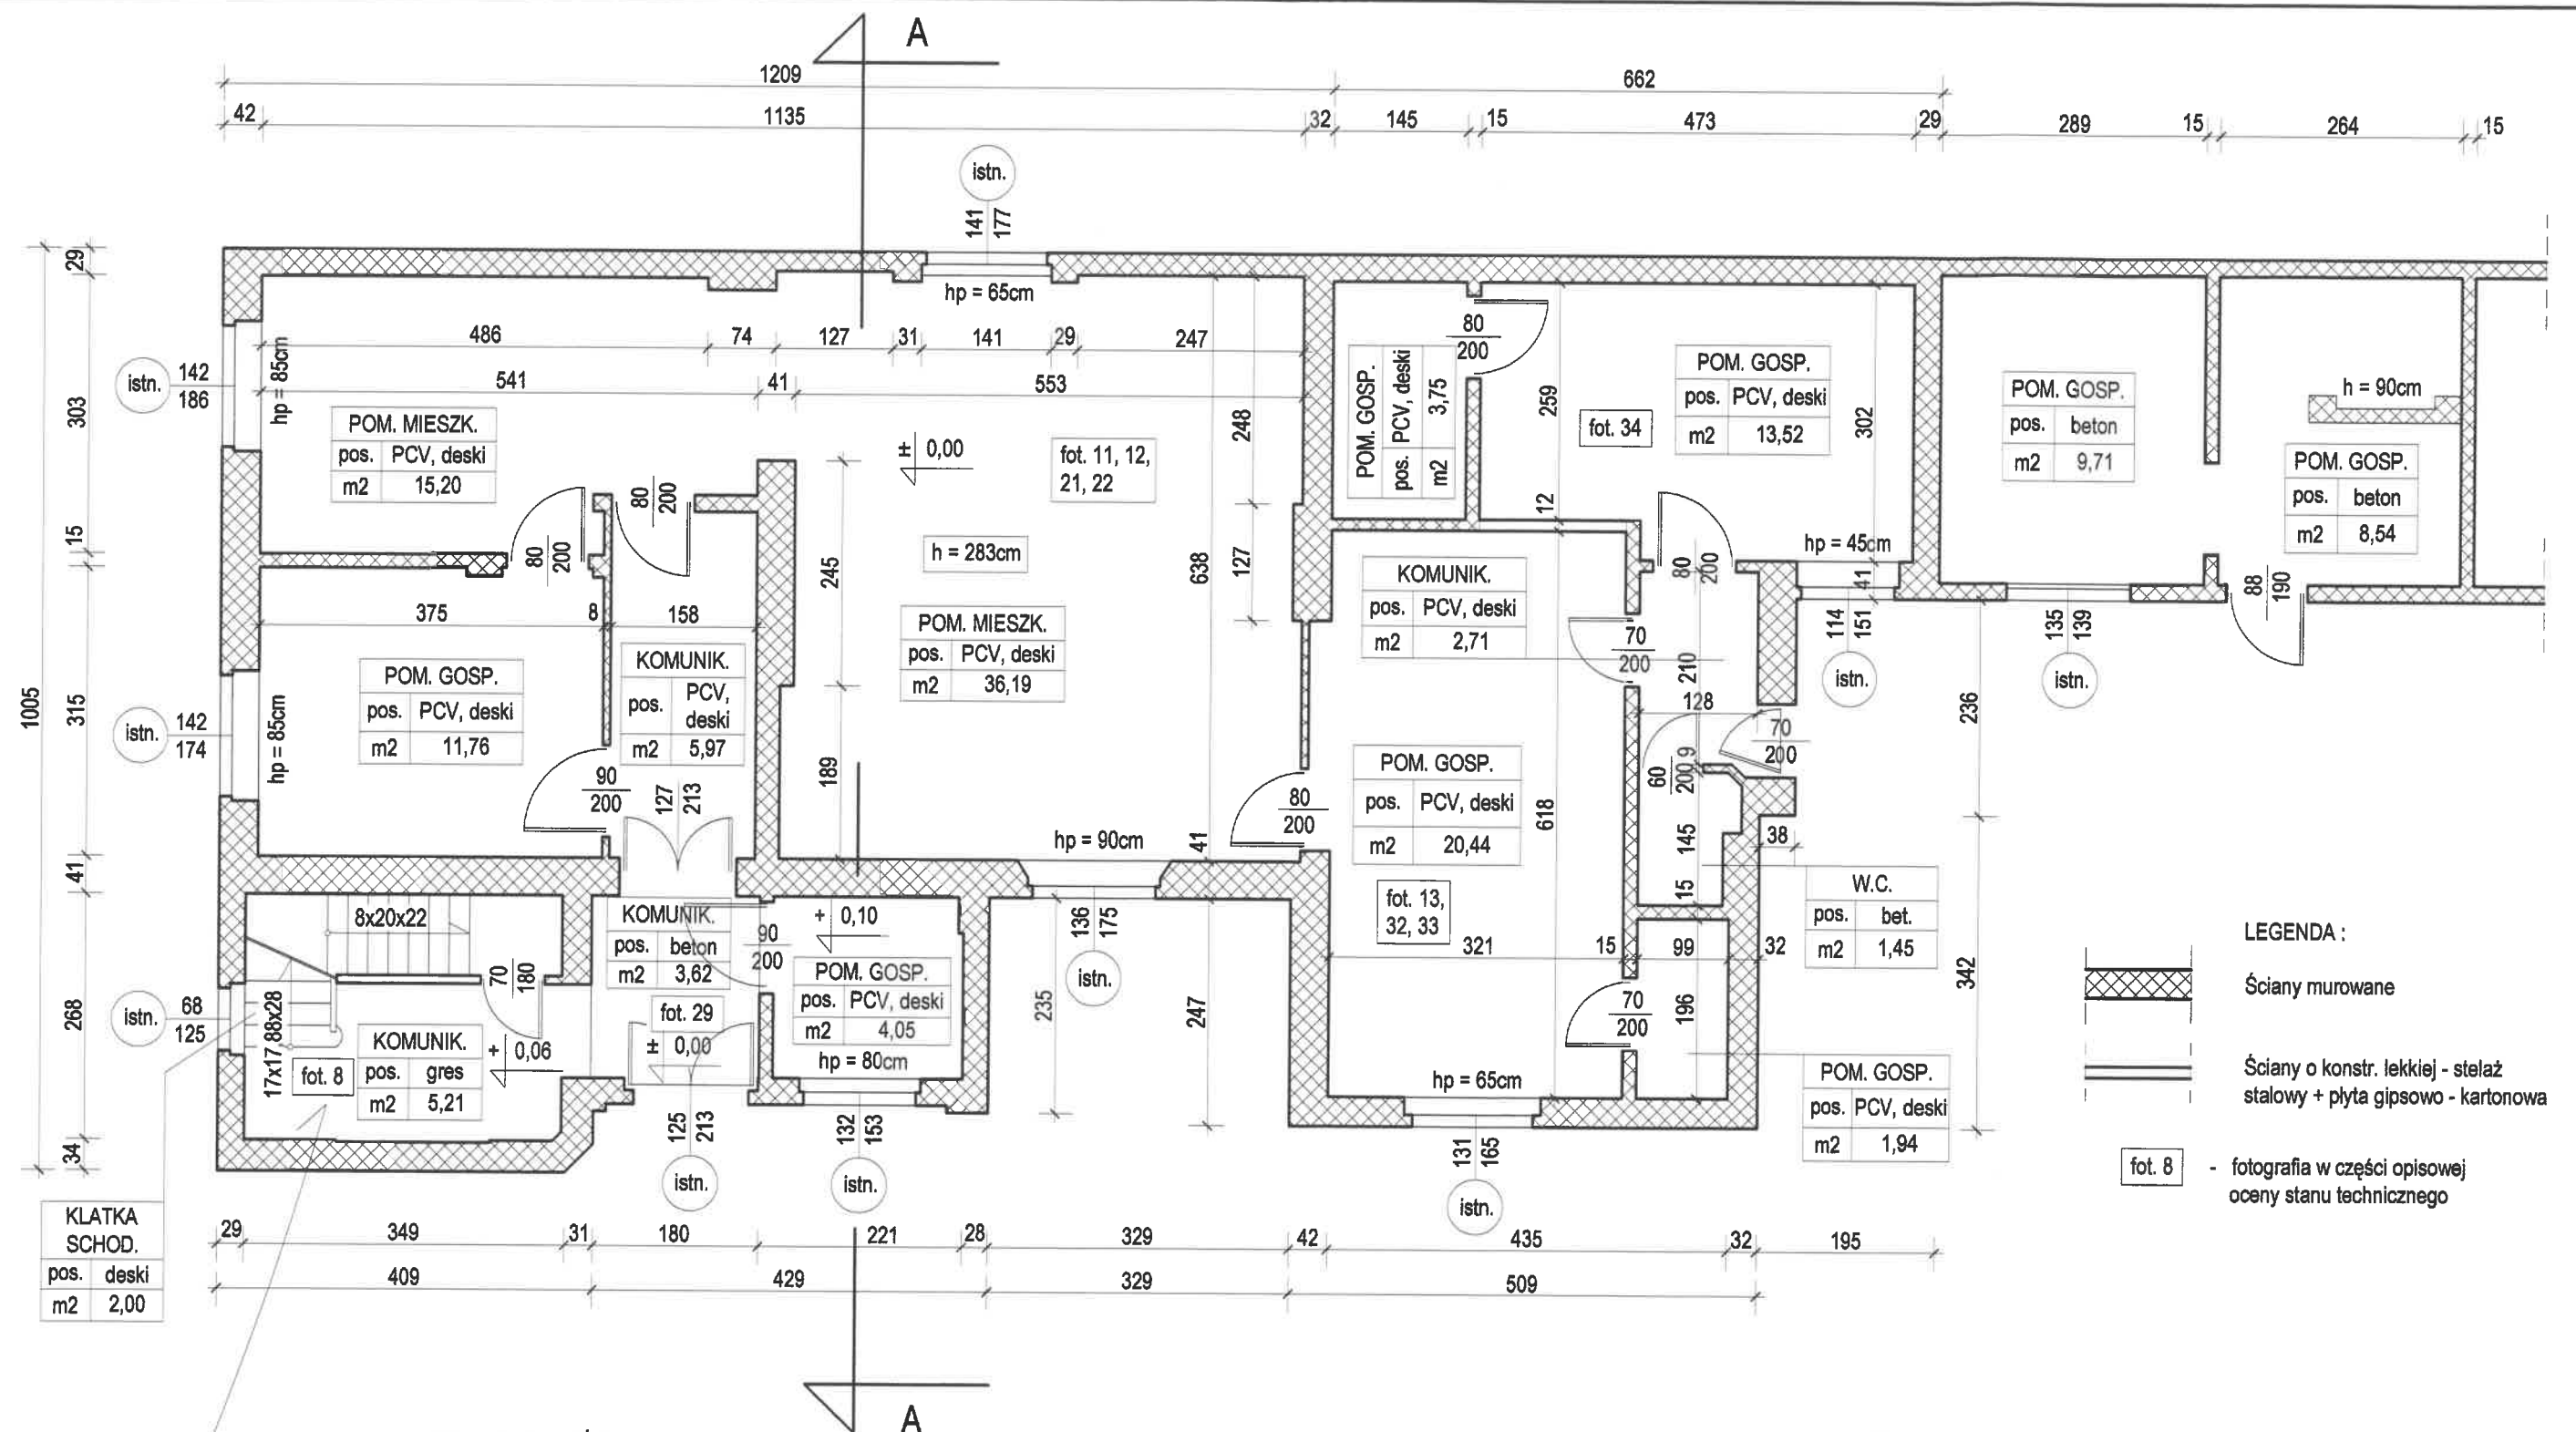 A
1209
662
42
1135
32
145
15
473
29
289
15
264
15
istn.
141
177
hp = 65cm
29
303
15
315
41
268
34
1005
istn.
142
186
hp = 85cm
486
74
127
31
141
29
247
541
41
553
POM. MIESZK.
pos. PCV, deski
m2 15,20
± 0,00
fot. 11, 12,
21, 22
h = 283cm
POM. MIESZK.
pos. PCV, deski
m2 36,19
248
127
638
41
245
189
80
200
80
200
375
8
158
POM. GOSP.
pos. PCV, deski
m2 11,76
KOMUNIK.
pos. PCV,
deski
m2 5,97
istn.
142
174
hp = 85cm
90
200
127
213
hp = 90cm
80
200
POM. GOSP.
pos. PCV, deski
m2 3,75
80
200
259
12
fot. 34
POM. GOSP.
pos. PCV, deski
m2 13,52
302
hp = 45cm
41
80
200
114
151
istn.
POM. GOSP.
pos. beton
m2 9,71
h = 90cm
POM. GOSP.
pos. beton
m2 8,54
88
190
135
139
istn.
KOMUNIK.
pos. PCV, deski
m2 2,71
70
200
210
128
70
200
9
60
200
145
15
38
236
342
POM. GOSP.
pos. PCV, deski
m2 20,44
618
fot. 13,
32, 33
321
15
99
32
70
200
196
W.C.
pos. bet.
m2 1,45
POM. GOSP.
pos. PCV, deski
m2 1,94
hp = 65cm
131
165
istn.
8x20x22
70
180
17x17,88x28
istn.
68
125
fot. 8
KOMUNIK.
pos. gres
m2 5,21
+ 0,06
KOMUNIK.
pos. beton
m2 3,62
fot. 29
± 0,00
90
200
+ 0,10
POM. GOSP.
pos. PCV, deski
m2 4,05
hp = 80cm
125
213
istn.
132
153
istn.
136
175
istn.
235
247
KLATKA
SCHOD.
pos. deski
m2 2,00
29
349
31
180
221
28
329
42
435
32
195
409
429
329
509
A
LEGENDA :
Ściany murowane
Ściany o konstr. lekkiej - stelaż
stalowy + płyta gipsowo - kartonowa
fot. 8 - fotografia w części opisowej
oceny stanu technicznego